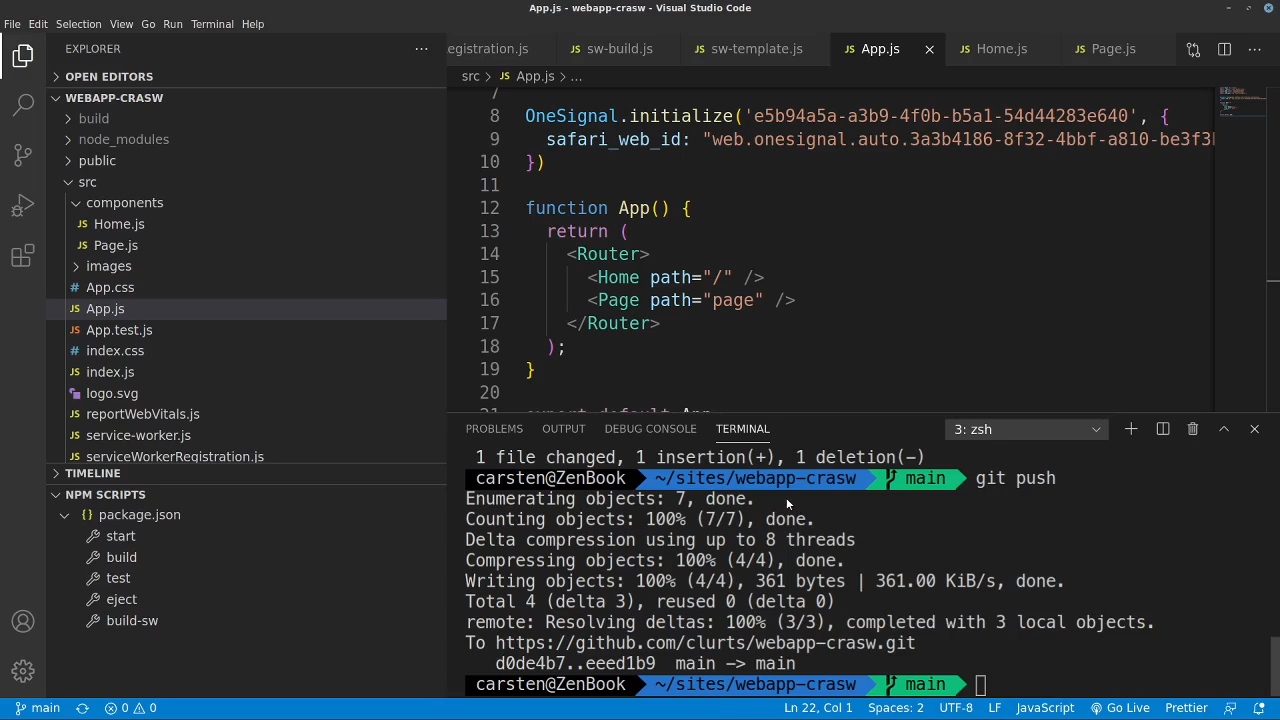 App.js - webapp-crasw - Visual Studio Code
File Edit Selection View Go Run Terminal Help
EXPLORER
OPEN EDITORS
WEBAPP-CRASW
build
node_modules
public
src
components
Home.js
Page.js
images
App.css
App.js
App.test.js
index.css
index.js
logo.svg
reportWebVitals.js
service-worker.js
serviceWorkerRegistration.js
TIMELINE
NPM SCRIPTS
package.json
start
build
test
eject
build-sw
egistration.js sw-build.js sw-template.js App.js Home.js Page.js
src > App.js > ...
7
8 OneSignal.initialize('e5b94a5a-a3b9-4f0b-b5a1-54d44283e640', {
9 safari_web_id: "web.onesignal.auto.3a3b4186-8f32-4bbf-a810-be3f3
10 })
11
12 function App() {
13 return (
14 <Router>
15 <Home path="/" />
16 <Page path="page" />
17 </Router>
18 );
19 }
20
21 export default App
PROBLEMS OUTPUT DEBUG CONSOLE TERMINAL 3: zsh
1 file changed, 1 insertion(+), 1 deletion(-)
carsten@ZenBook ~/sites/webapp-crasw main git push
Enumerating objects: 7, done.
Counting objects: 100% (7/7), done.
Delta compression using up to 8 threads
Compressing objects: 100% (4/4), done.
Writing objects: 100% (4/4), 361 bytes | 361.00 KiB/s, done.
Total 4 (delta 3), reused 0 (delta 0)
remote: Resolving deltas: 100% (3/3), completed with 3 local objects.
To https://github.com/clurts/webapp-crasw.git
d0de4b7..eeed1b9 main -> main
carsten@ZenBook ~/sites/webapp-crasw main
main 0 0 Ln 22, Col 1 Spaces: 2 UTF-8 LF JavaScript Go Live Prettier